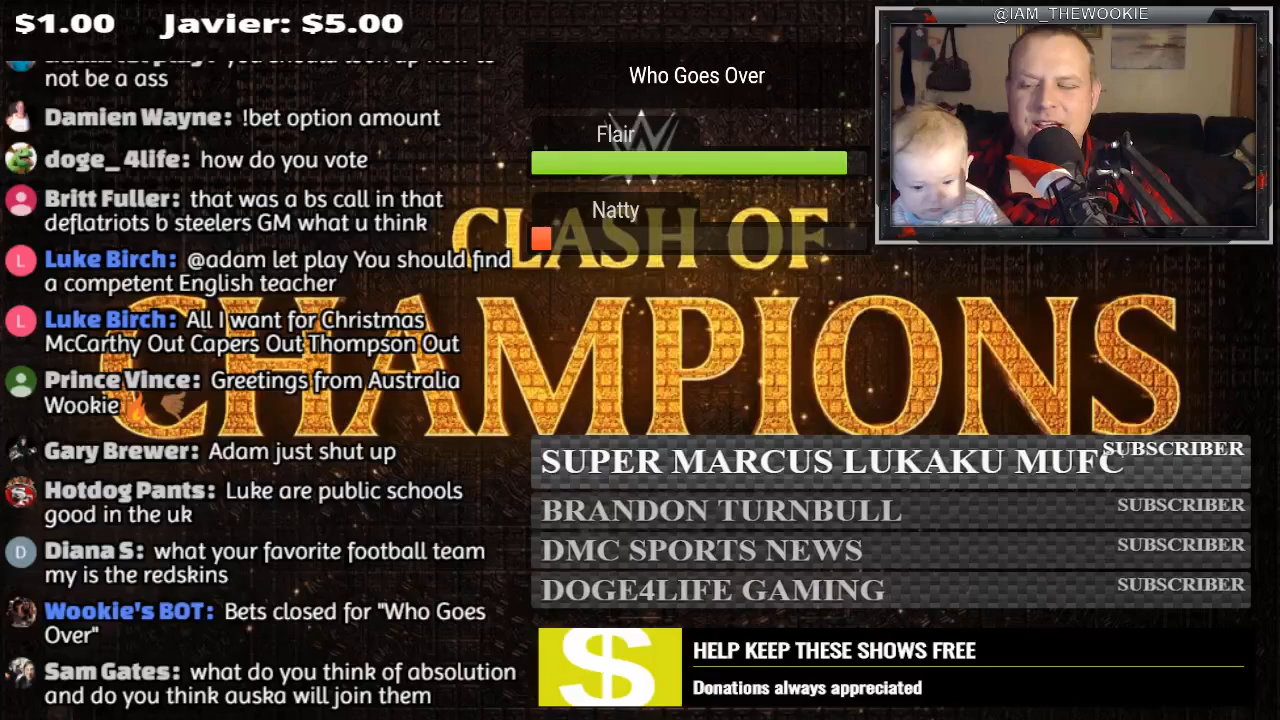 $1.00 Javier: $5.00
not be a ass
Damien Wayne: !bet option amount
doge_4life: how do you vote
Britt Fuller: that was a bs call in that
deflatriots b steelers GM what u think
Luke Birch: @adam let play You should find
a competent English teacher
Luke Birch: All I want for Christmas
McCarthy Out Capers Out Thompson Out
Prince Vince: Greetings from Australia
Wookie
Gary Brewer: Adam just shut up
Hotdog Pants: Luke are public schools
good in the uk
Diana S: what your favorite football team
my is the redskins
Wookie's BOT: Bets closed for "Who Goes
Over"
Sam Gates: what do you think of absolution
and do you think auska will join them
Who Goes Over
Flair
Natty
@IAM_THEWOOKIE
CLASH OF
CHAMPIONS
SUPER MARCUS LUKAKU MUFC SUBSCRIBER
BRANDON TURNBULL SUBSCRIBER
DMC SPORTS NEWS SUBSCRIBER
DOGE4LIFE GAMING SUBSCRIBER
$
HELP KEEP THESE SHOWS FREE
Donations always appreciated